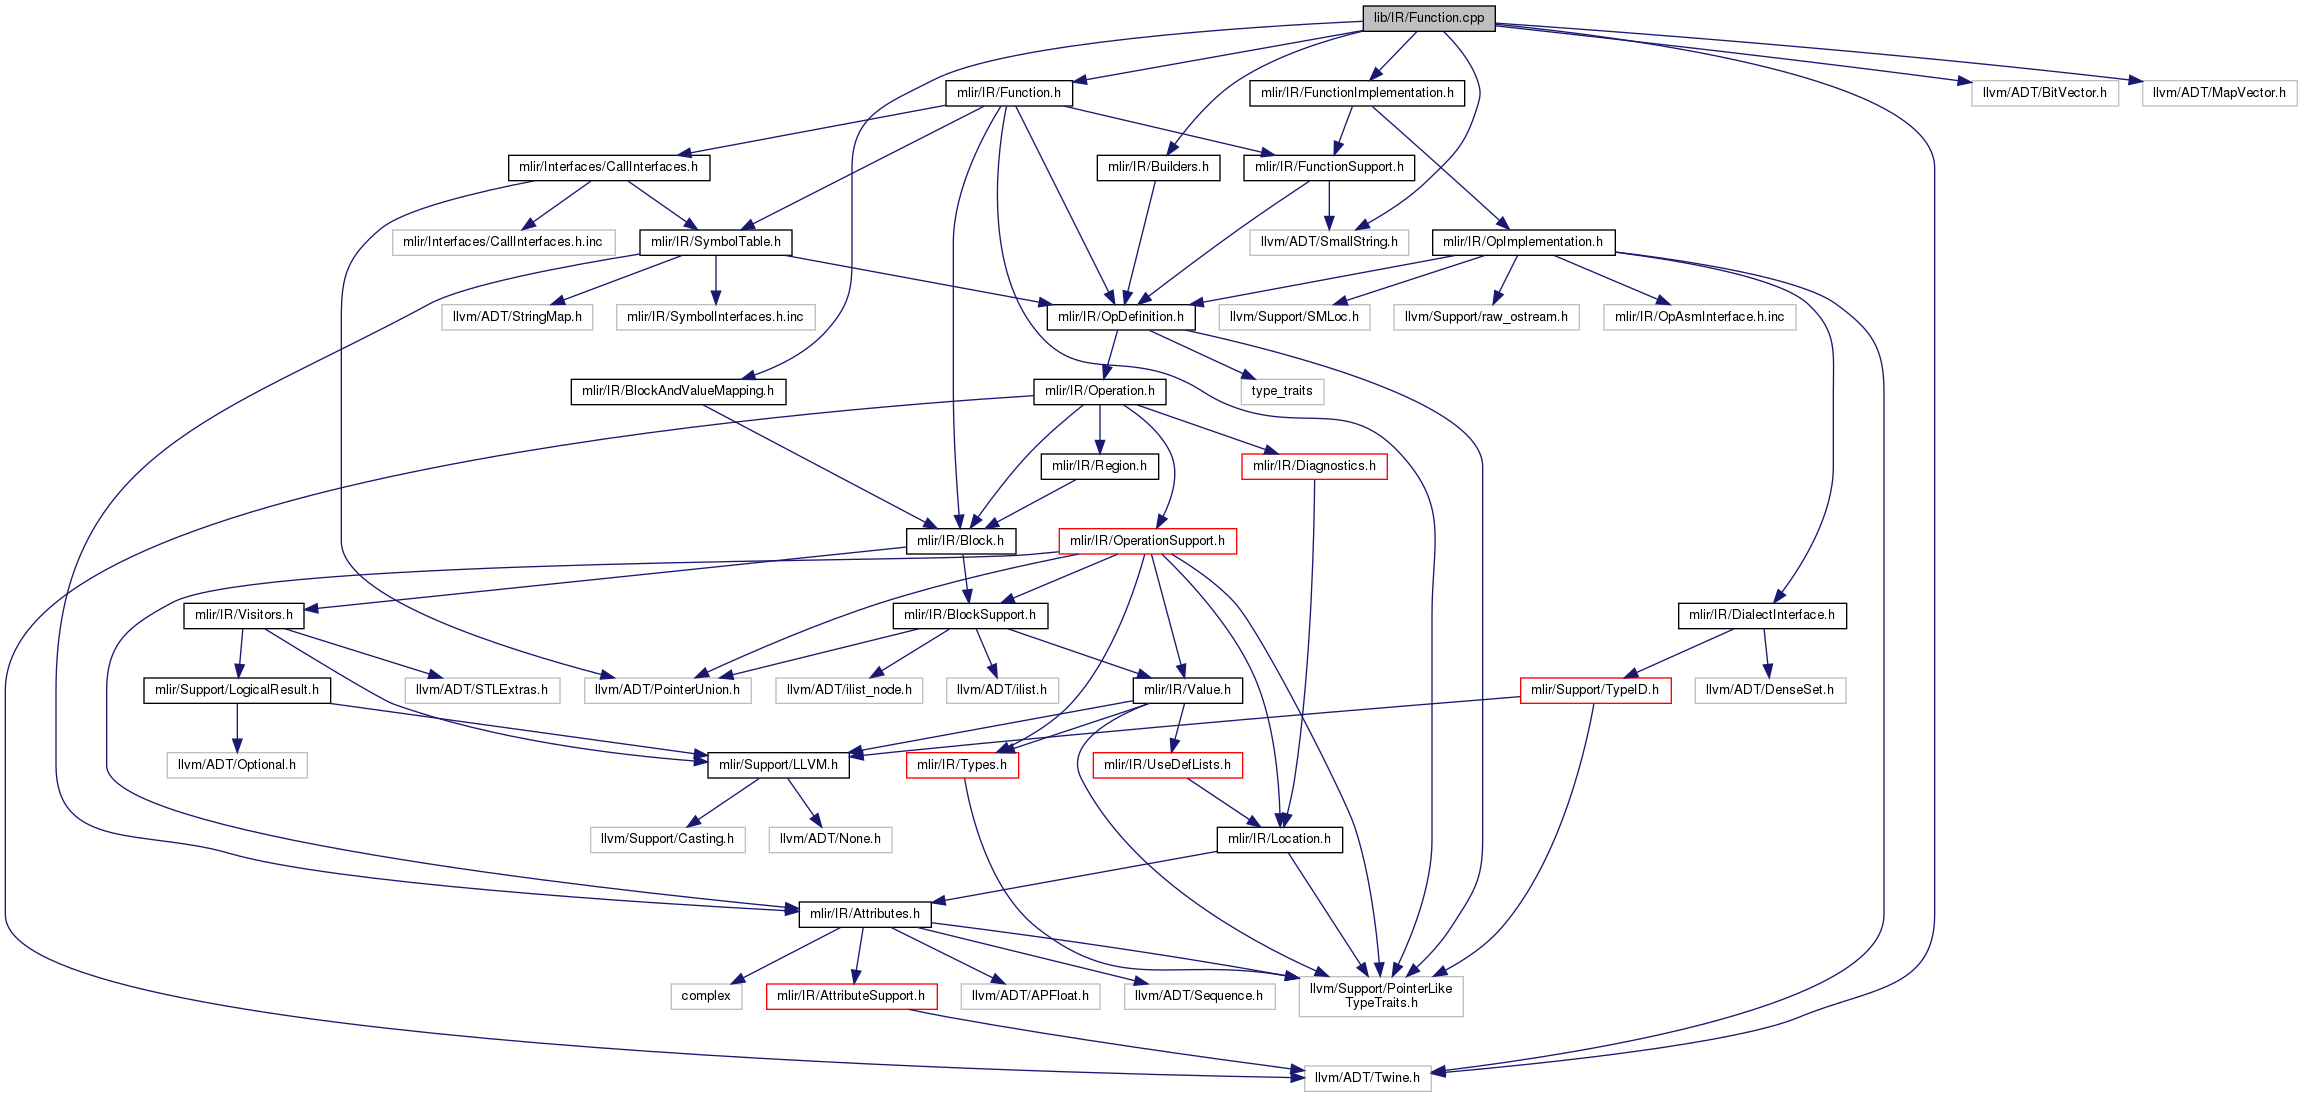 lib/IR/Function.cpp
mlir/IR/Function.h
mlir/IR/FunctionImplementation.h
llvm/ADT/BitVector.h
llvm/ADT/MapVector.h
mlir/Interfaces/CallInterfaces.h
mlir/IR/Builders.h
mlir/IR/FunctionSupport.h
mlir/Interfaces/CallInterfaces.h.inc
mlir/IR/SymbolTable.h
llvm/ADT/SmallString.h
mlir/IR/OpImplementation.h
llvm/ADT/StringMap.h
mlir/IR/SymbolInterfaces.h.inc
mlir/IR/OpDefinition.h
llvm/Support/SMLoc.h
llvm/Support/raw_ostream.h
mlir/IR/OpAsmInterface.h.inc
mlir/IR/BlockAndValueMapping.h
mlir/IR/Operation.h
type_traits
mlir/IR/Region.h
mlir/IR/Diagnostics.h
mlir/IR/Block.h
mlir/IR/OperationSupport.h
mlir/IR/Visitors.h
mlir/IR/BlockSupport.h
mlir/IR/DialectInterface.h
mlir/Support/LogicalResult.h
llvm/ADT/STLExtras.h
llvm/ADT/PointerUnion.h
llvm/ADT/ilist_node.h
llvm/ADT/ilist.h
mlir/IR/Value.h
mlir/Support/TypeID.h
llvm/ADT/DenseSet.h
llvm/ADT/Optional.h
mlir/Support/LLVM.h
mlir/IR/Types.h
mlir/IR/UseDefLists.h
llvm/Support/Casting.h
llvm/ADT/None.h
mlir/IR/Location.h
mlir/IR/Attributes.h
complex
mlir/IR/AttributeSupport.h
llvm/ADT/APFloat.h
llvm/ADT/Sequence.h
llvm/Support/PointerLike
TypeTraits.h
llvm/ADT/Twine.h